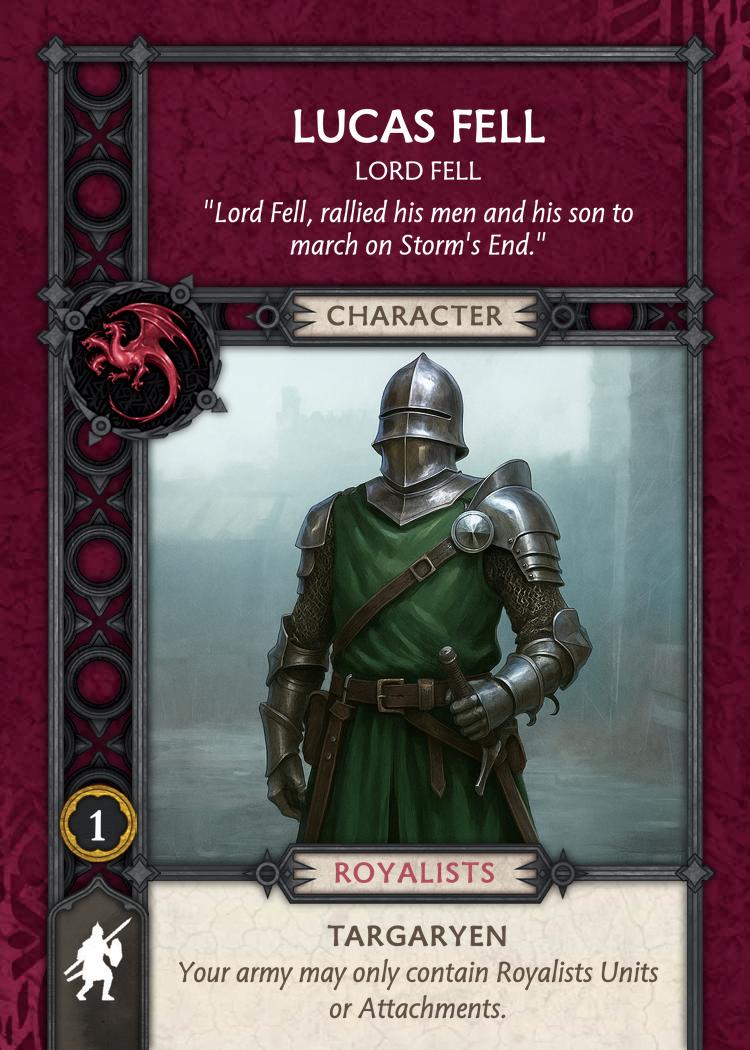 LUCAS FELL
LORD FELL
"Lord Fell, rallied his men and his son to
march on Storm's End."
CHARACTER
1
ROYALISTS
TARGARYEN
Your army may only contain Royalists Units
or Attachments.